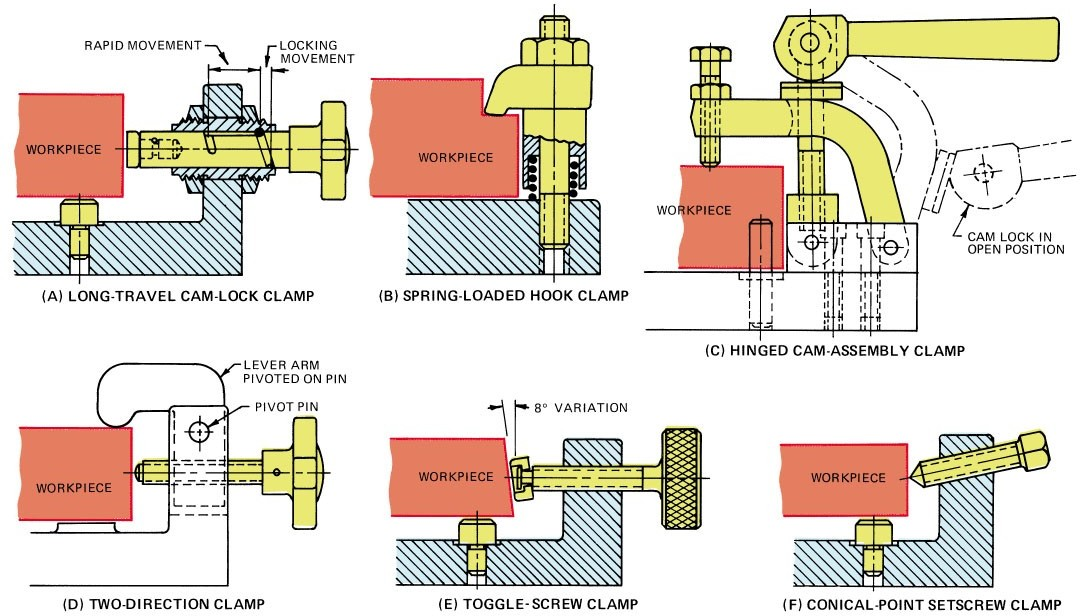 RAPID MOVEMENT
LOCKING
MOVEMENT
WORKPIECE
(A) LONG-TRAVEL CAM-LOCK CLAMP
WORKPIECE
(B) SPRING-LOADED HOOK CLAMP
WORKPIECE
CAM LOCK IN
OPEN POSITION
(C) HINGED CAM-ASSEMBLY CLAMP
LEVER ARM
PIVOTED ON PIN
PIVOT PIN
WORKPIECE
(D) TWO-DIRECTION CLAMP
8° VARIATION
WORKPIECE
(E) TOGGLE-SCREW CLAMP
WORKPIECE
(F) CONICAL-POINT SETSCREW CLAMP